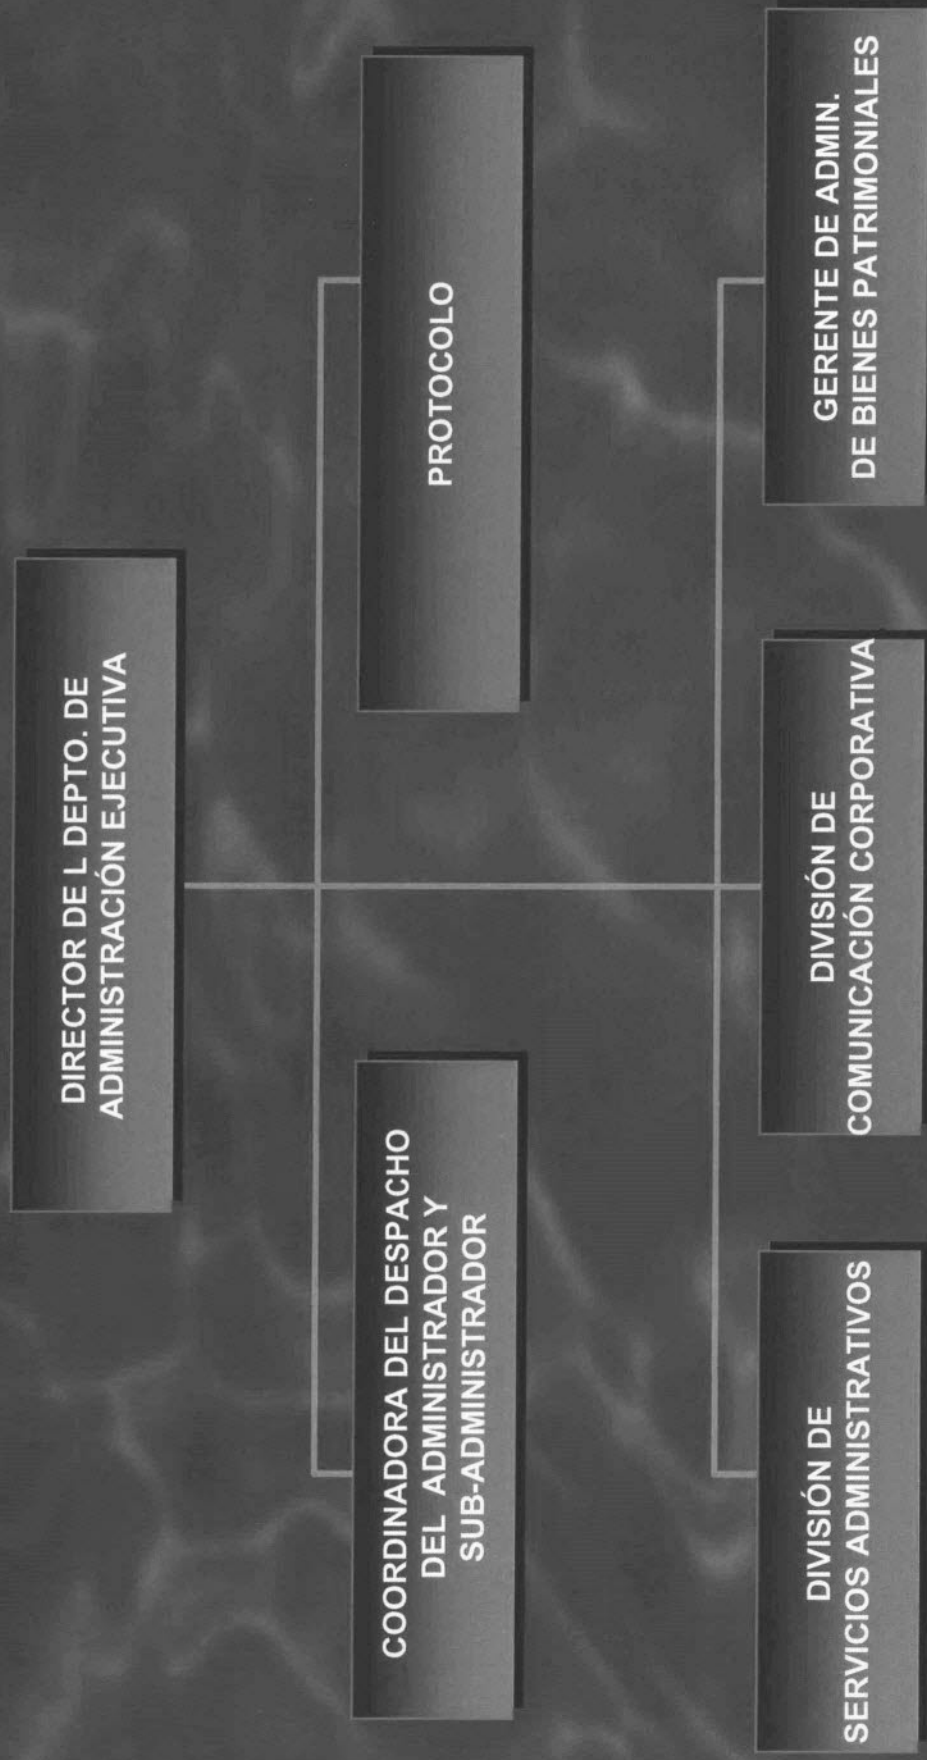 DIRECTOR DE L DEPTO. DE
ADMINISTRACIÓN EJECUTIVA
COORDINADORA DEL DESPACHO
DEL ADMINISTRADOR Y
SUB-ADMINISTRADOR
PROTOCOLO
DIVISIÓN DE
SERVICIOS ADMINISTRATIVOS
DIVISIÓN DE
COMUNICACIÓN CORPORATIVA
GERENTE DE ADMIN.
DE BIENES PATRIMONIALES